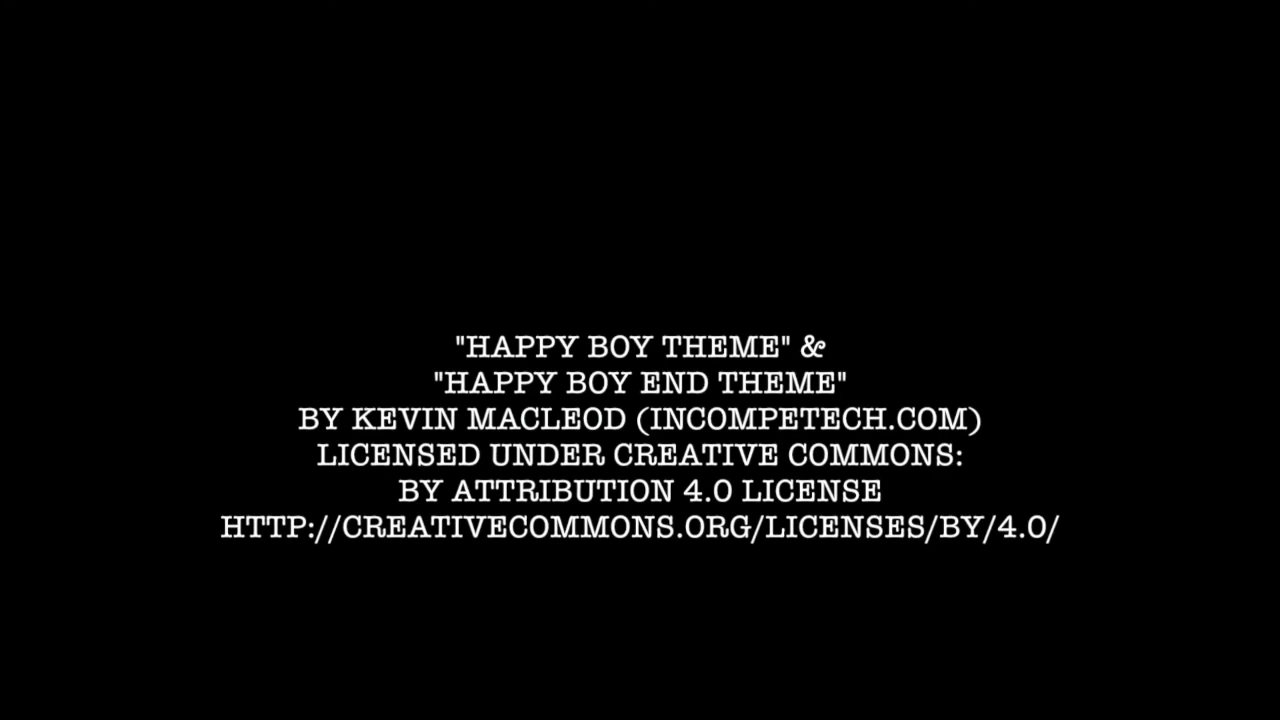 "HAPPY BOY THEME" &
"HAPPY BOY END THEME"
BY KEVIN MACLEOD (INCOMPETECH.COM)
LICENSED UNDER CREATIVE COMMONS:
BY ATTRIBUTION 4.0 LICENSE
HTTP://CREATIVECOMMONS.ORG/LICENSES/BY/4.0/